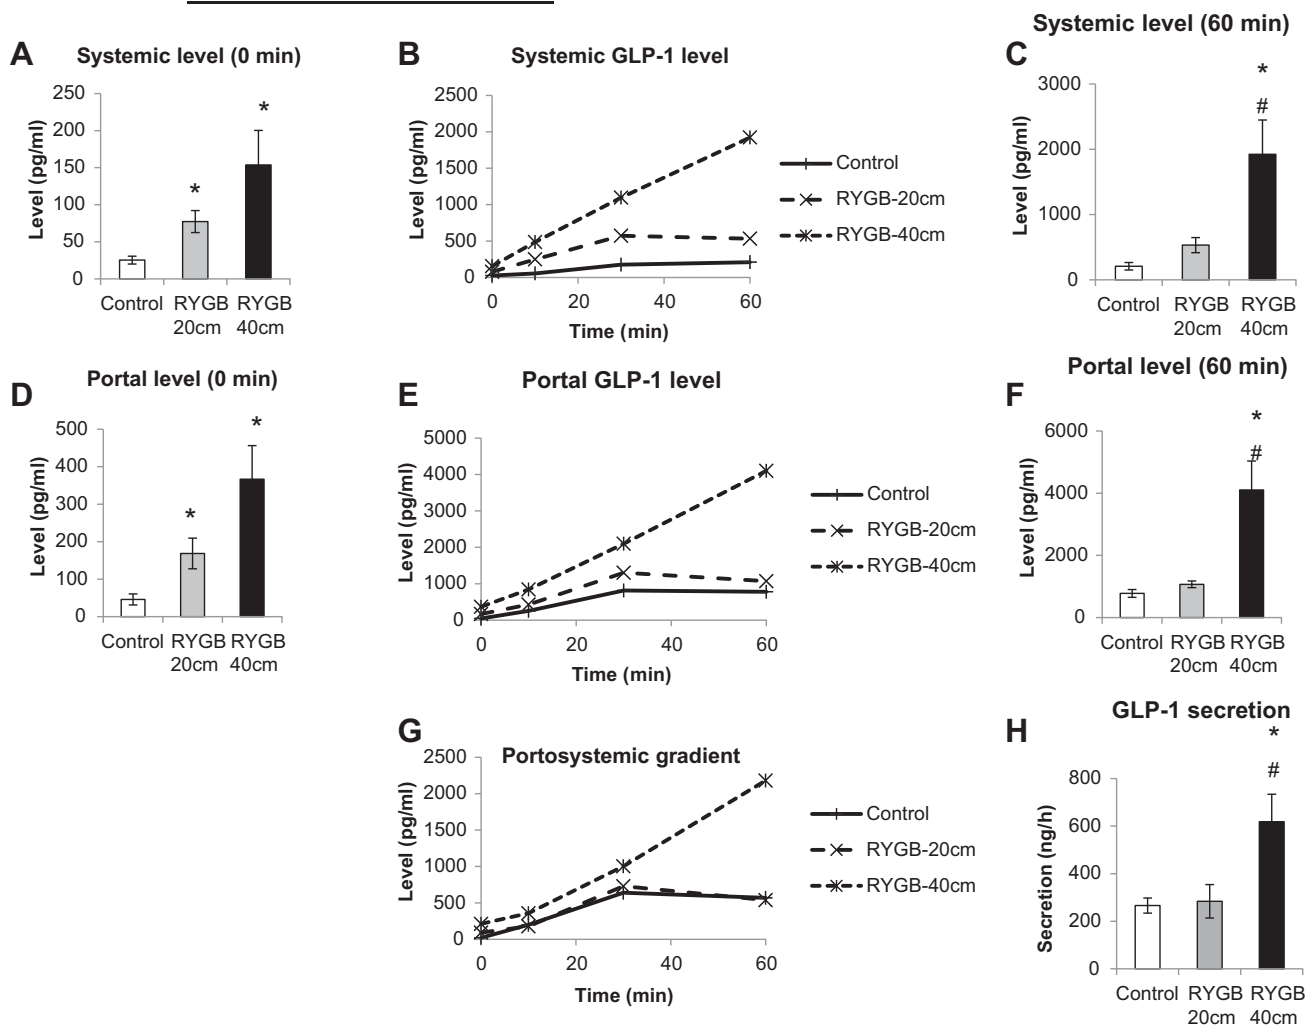 A
Systemic level (0 min)
Level (pg/ml)
250
200
150
100
50
0
*
*
Control
RYGB 20cm
RYGB 40cm
B
Systemic GLP-1 level
Level (pg/ml)
2500
2000
1500
1000
500
0
0
20
40
60
Time (min)
Control
RYGB-20cm
RYGB-40cm
C
Systemic level (60 min)
Level (pg/ml)
3000
2000
1000
0
*
#
Control
RYGB 20cm
RYGB 40cm
D
Portal level (0 min)
Level (pg/ml)
500
400
300
200
100
0
*
*
Control
RYGB 20cm
RYGB 40cm
E
Portal GLP-1 level
Level (pg/ml)
5000
4000
3000
2000
1000
0
0
20
40
60
Time (min)
Control
RYGB-20cm
RYGB-40cm
F
Portal level (60 min)
Level (pg/ml)
6000
4000
2000
0
*
#
Control
RYGB 20cm
RYGB 40cm
G
Portosystemic gradient
Level (pg/ml)
2500
2000
1500
1000
500
0
0
20
40
60
Time (min)
Control
RYGB-20cm
RYGB-40cm
H
GLP-1 secretion
Secretion (ng/h)
800
600
400
200
0
*
#
Control
RYGB 20cm
RYGB 40cm